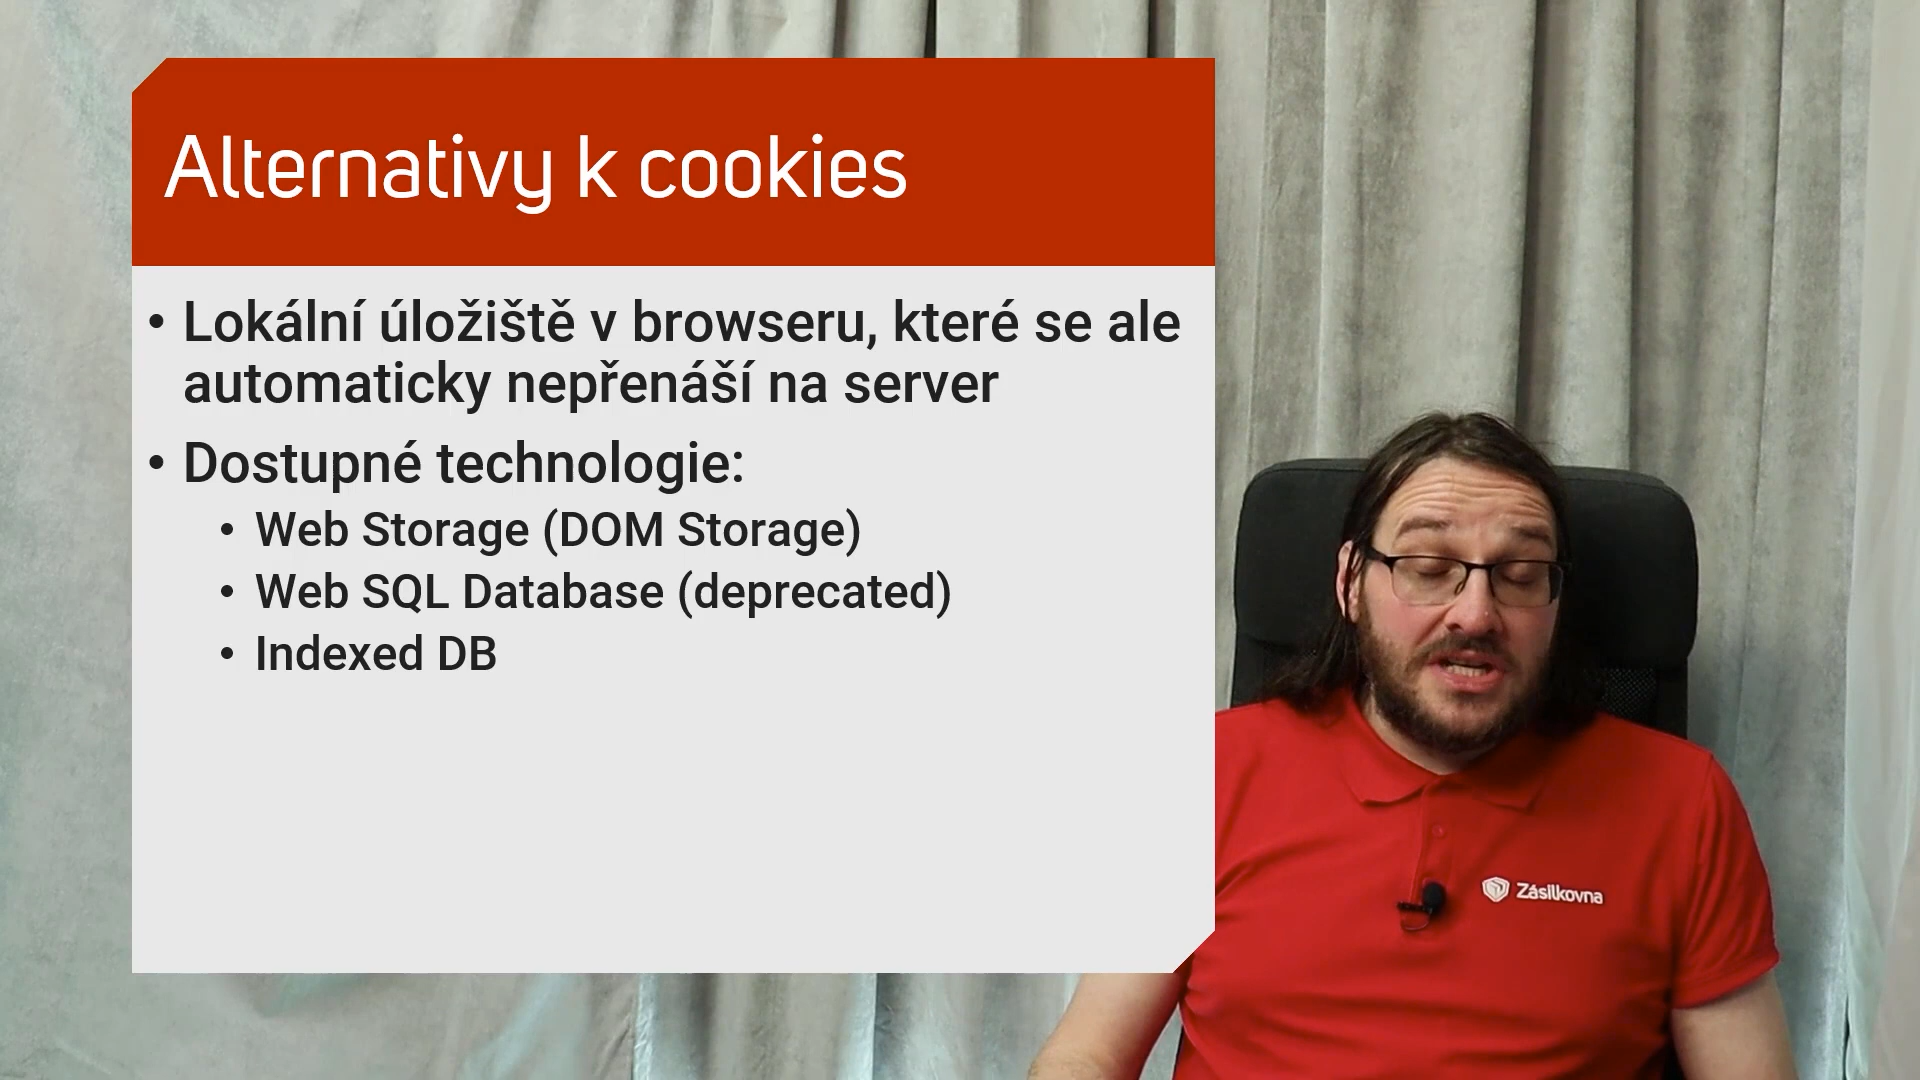 Alternativy k cookies
• Lokální úložiště v browseru, které se ale
automaticky nepřenáší na server
• Dostupné technologie:
• Web Storage (DOM Storage)
• Web SQL Database (deprecated)
• Indexed DB
Zásilkovna